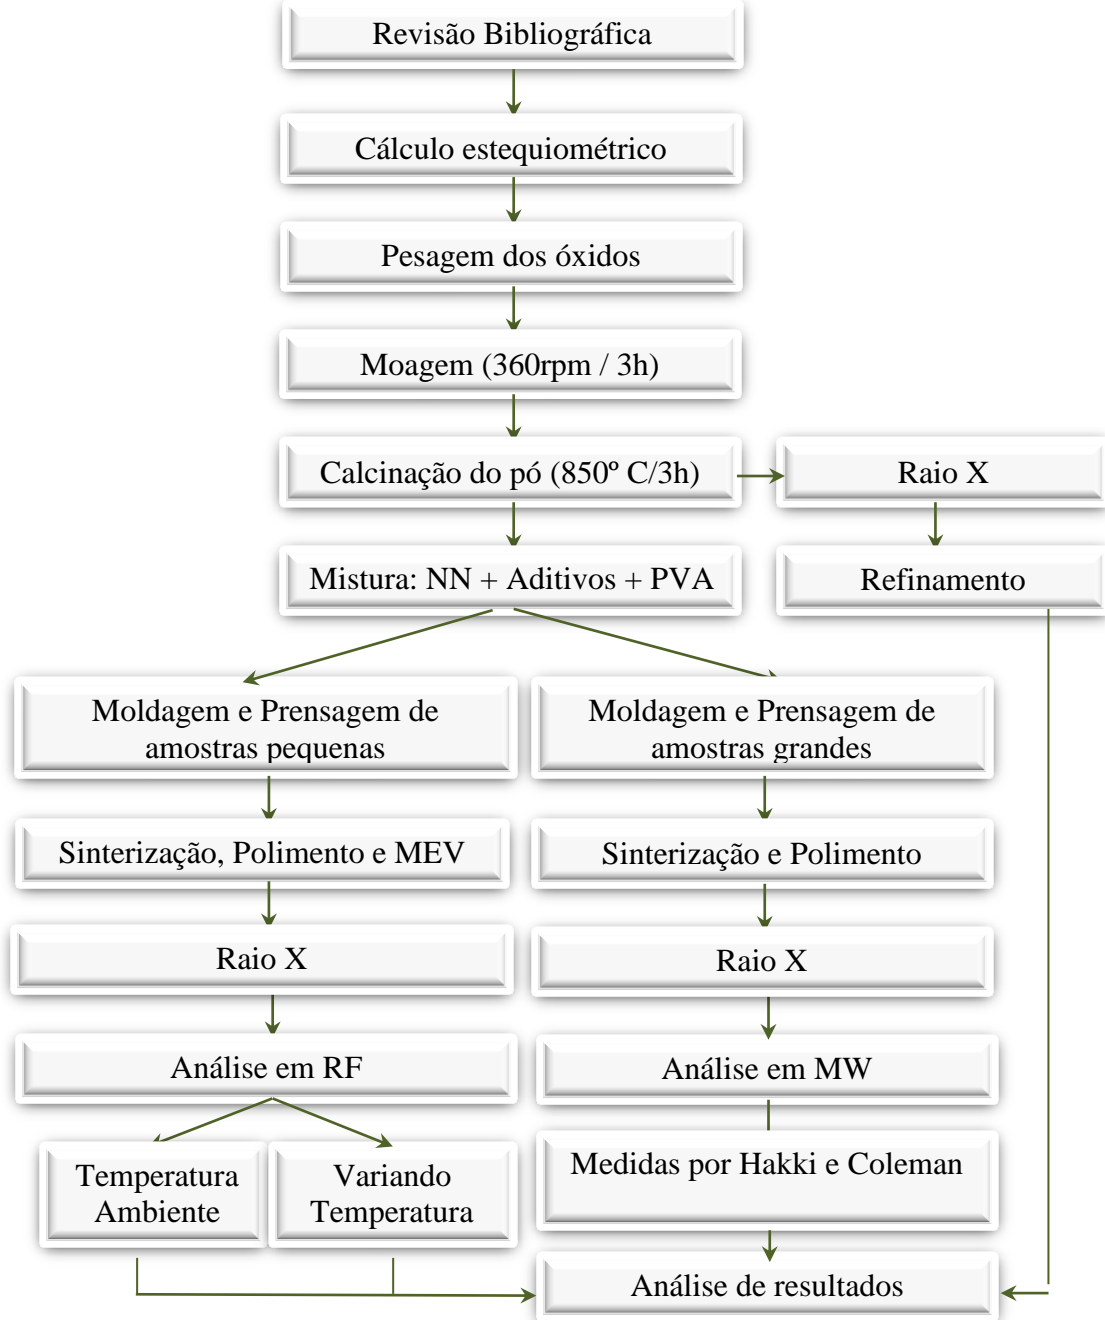 Revisão Bibliográfica
Cálculo estequiométrico
Pesagem dos óxidos
Moagem (360rpm / 3h)
Calcinação do pó (850º C/3h)
Raio X
Mistura: NN + Aditivos + PVA
Refinamento
Moldagem e Prensagem de
amostras pequenas
Moldagem e Prensagem de
amostras grandes
Sinterização, Polimento e MEV
Sinterização e Polimento
Raio X
Raio X
Análise em RF
Análise em MW
Temperatura
Ambiente
Variando
Temperatura
Medidas por Hakki e Coleman
Análise de resultados